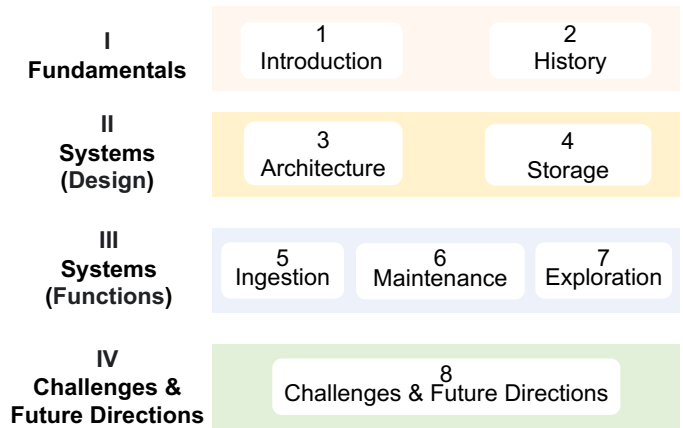 I
Fundamentals
1
Introduction
2
History
II
Systems
(Design)
3
Architecture
4
Storage
III
Systems
(Functions)
5
Ingestion
6
Maintenance
7
Exploration
IV
Challenges &
Future Directions
8
Challenges & Future Directions